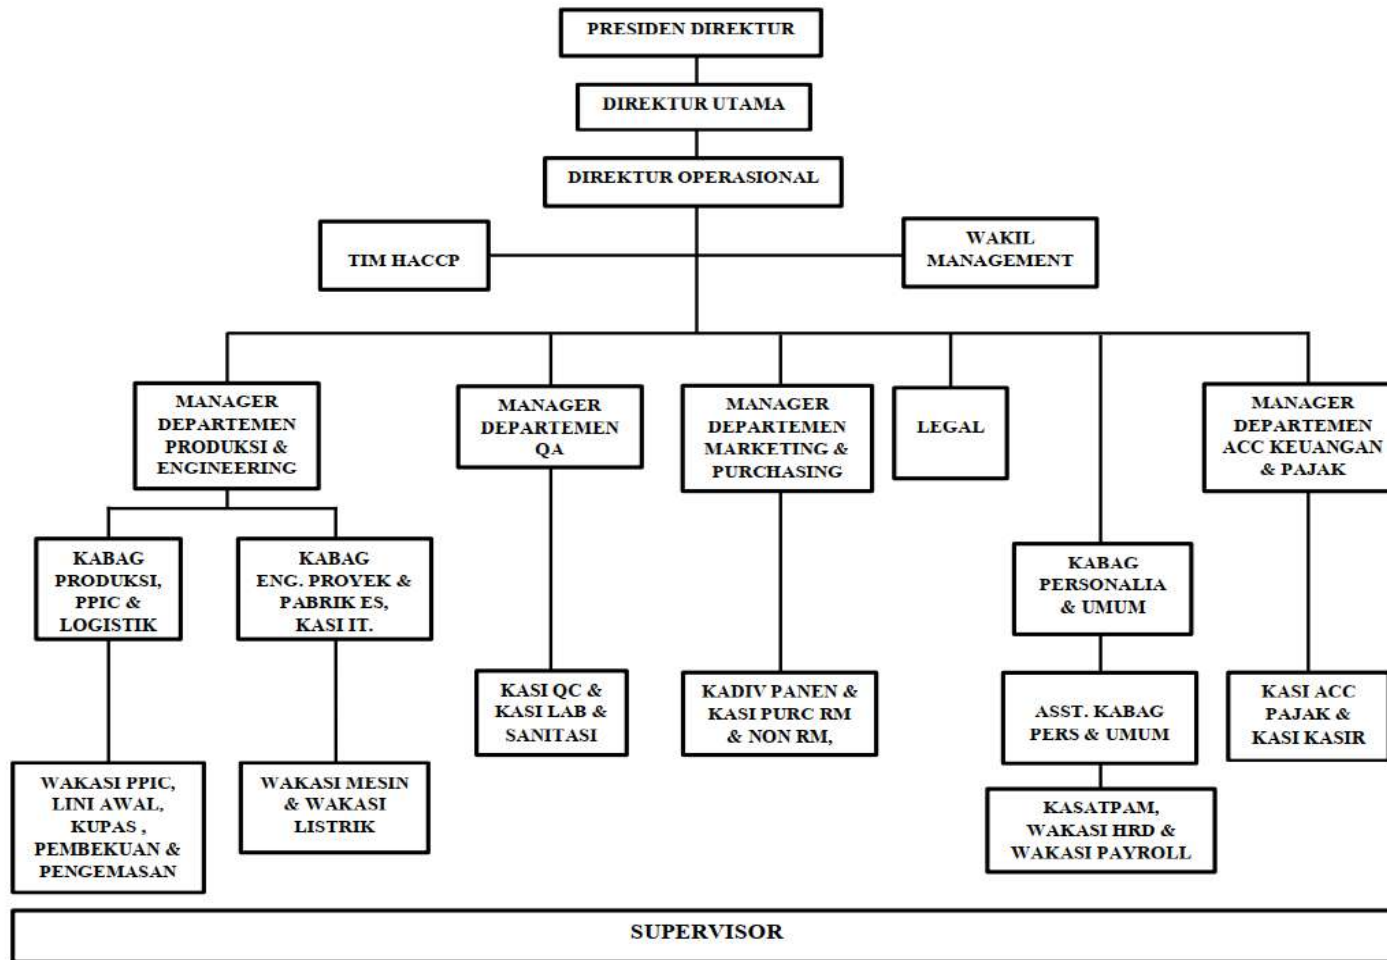 PRESIDEN DIREKTUR
DIREKTUR UTAMA
DIREKTUR OPERASIONAL
TIM HACCP
WAKIL
MANAGEMENT
MANAGER
DEPARTEMEN
PRODUKSI &
ENGINEERING
MANAGER
DEPARTEMEN
QA
MANAGER
DEPARTEMEN
MARKETING &
PURCHASING
LEGAL
MANAGER
DEPARTEMEN
ACC KEUANGAN
& PAJAK
KABAG
PRODUKSI,
PPIC &
LOGISTIK
KABAG
ENG. PROYEK &
PABRIK ES,
KASI IT.
KABAG
PERSONALIA
& UMUM
KASI QC &
KASI LAB &
SANITASI
KADIV PANEN &
KASI PURC RM
& NON RM,
ASST. KABAG
PERS & UMUM
KASI ACC
PAJAK &
KASI KASIR
WAKASI PPIC,
LINI AWAL,
KUPAS ,
PEMBEKUAN &
PENGEMASAN
WAKASI MESIN
& WAKASI
LISTRIK
KASATPAM,
WAKASI HRD &
WAKASI PAYROLL
SUPERVISOR